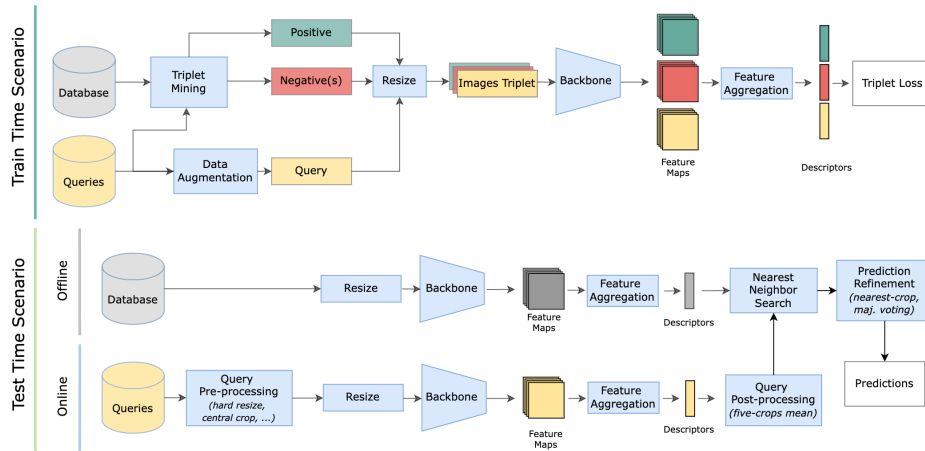 Train Time Scenario
Database
Queries
Triplet
Mining
Data
Augmentation
Positive
Negative(s)
Query
Resize
Images Triplet
Backbone
Feature
Maps
Feature
Aggregation
Descriptors
Triplet Loss
Test Time Scenario
Offline
Database
Resize
Backbone
Feature
Maps
Feature
Aggregation
Descriptors
Nearest
Neighbor
Search
Prediction
Refinement
(nearest-crop,
maj. voting)
Online
Queries
Query
Pre-processing
(hard resize,
central crop, ...)
Resize
Backbone
Feature
Maps
Feature
Aggregation
Descriptors
Query
Post-processing
(five-crops mean)
Predictions